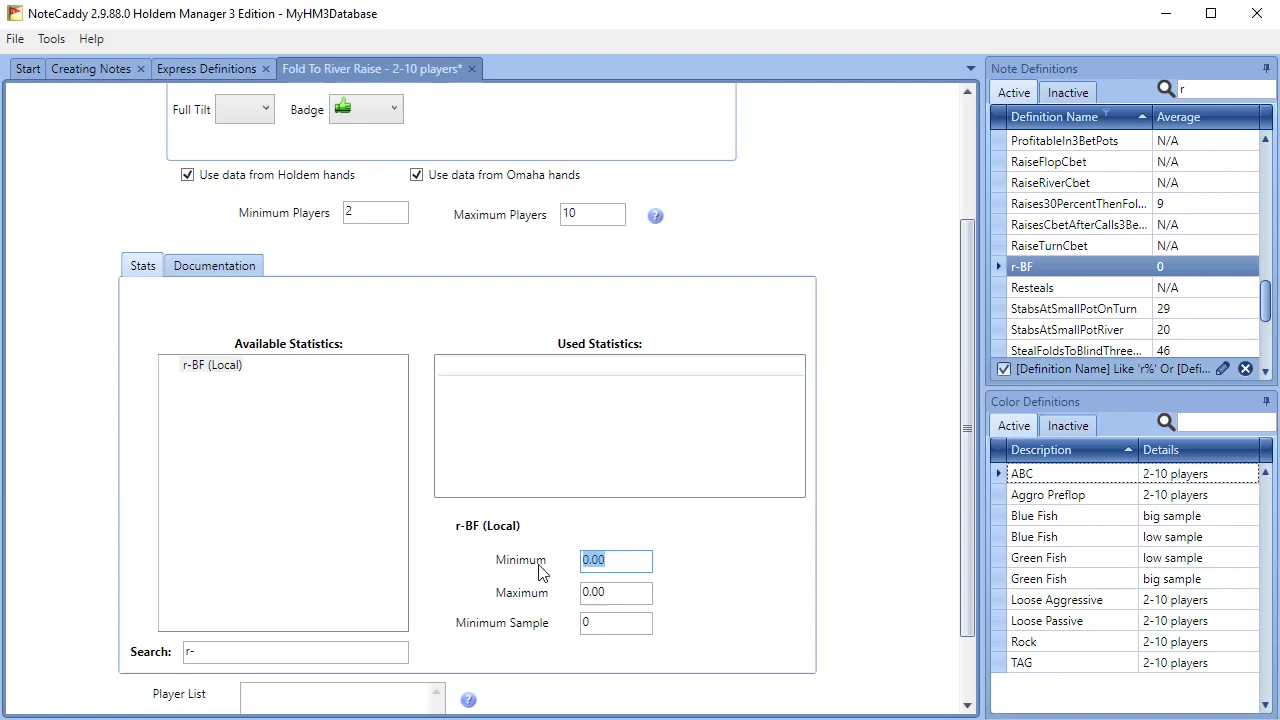 NoteCaddy 2.9.88.0 Holdem Manager 3 Edition - MyHM3Database
File Tools Help
Start Creating Notes Express Definitions Fold To River Raise - 2-10 players*
Full Tilt Badge
Use data from Holdem hands Use data from Omaha hands
Minimum Players 2 Maximum Players 10
Stats Documentation
Available Statistics: Used Statistics:
r-BF (Local)
r-BF (Local)
Minimum 0.00
Maximum 0.00
Minimum Sample 0
Search: r-
Player List
Note Definitions
Active Inactive r
Definition Name Average
ProfitableIn3BetPots N/A
RaiseFlopCbet N/A
RaiseRiverCbet N/A
Raises30PercentThenFol... 9
RaisesCbetAfterCalls3Be... N/A
RaiseTurnCbet N/A
r-BF 0
Resteals N/A
StabsAtSmallPotOnTurn 29
StabsAtSmallPotRiver 20
StealFoldsToBlindThree... 46
[Definition Name] Like 'r%' Or [Defi...
Color Definitions
Active Inactive
Description Details
ABC 2-10 players
Aggro Preflop 2-10 players
Blue Fish big sample
Blue Fish low sample
Green Fish low sample
Green Fish big sample
Loose Aggressive 2-10 players
Loose Passive 2-10 players
Rock 2-10 players
TAG 2-10 players